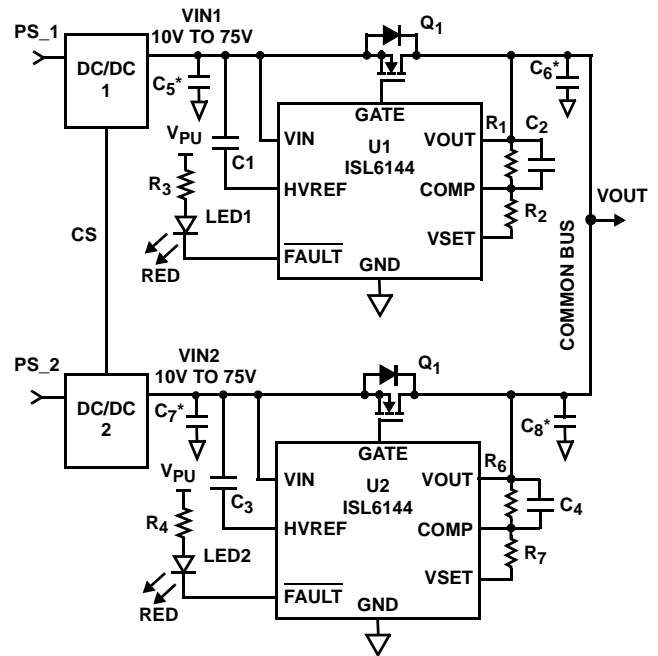 PS_1
DC/DC
1
VIN1
10V TO 75V
C5*
VPU
R3
LED1
RED
C1
Q1
GATE
U1
ISL6144
VIN
HVREF
FAULT
GND
VOUT
COMP
VSET
R1
C2
R2
C6*
VOUT
COMMON BUS
CS
PS_2
DC/DC
2
VIN2
10V TO 75V
C7*
VPU
R4
LED2
RED
C3
Q1
GATE
U2
ISL6144
VIN
HVREF
FAULT
GND
VOUT
COMP
VSET
R6
C4
R7
C8*